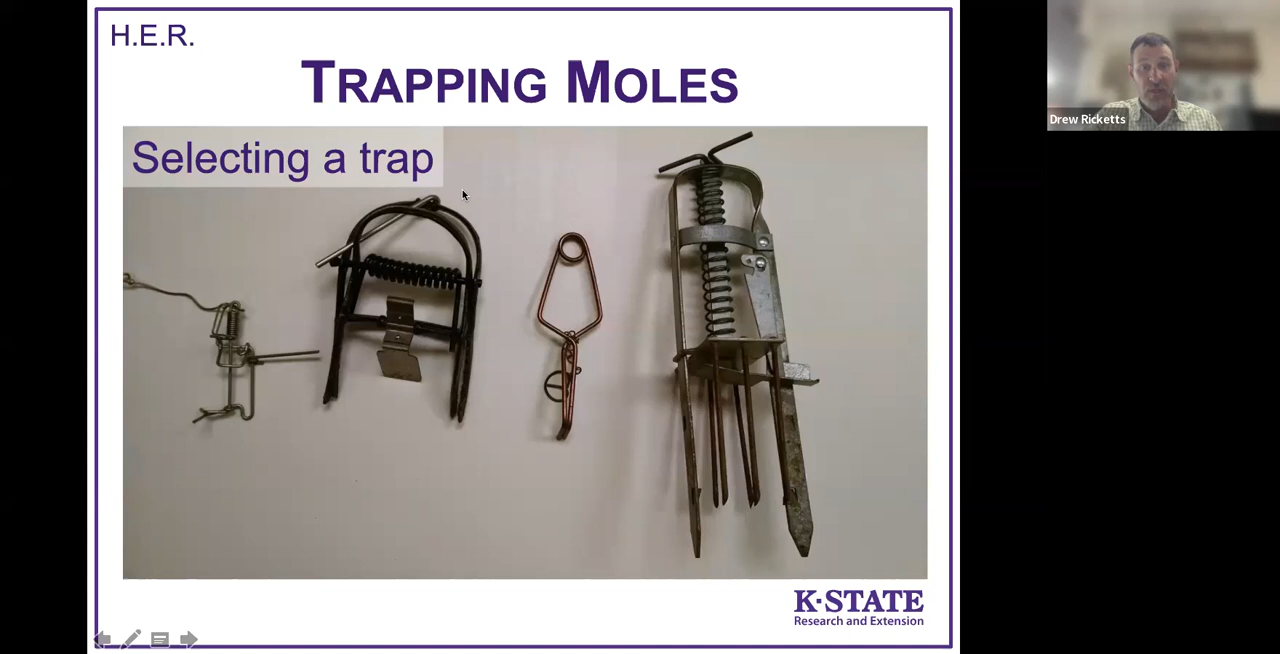 H.E.R.
TRAPPING MOLES
Selecting a trap
K-STATE
Research and Extension
Drew Ricketts